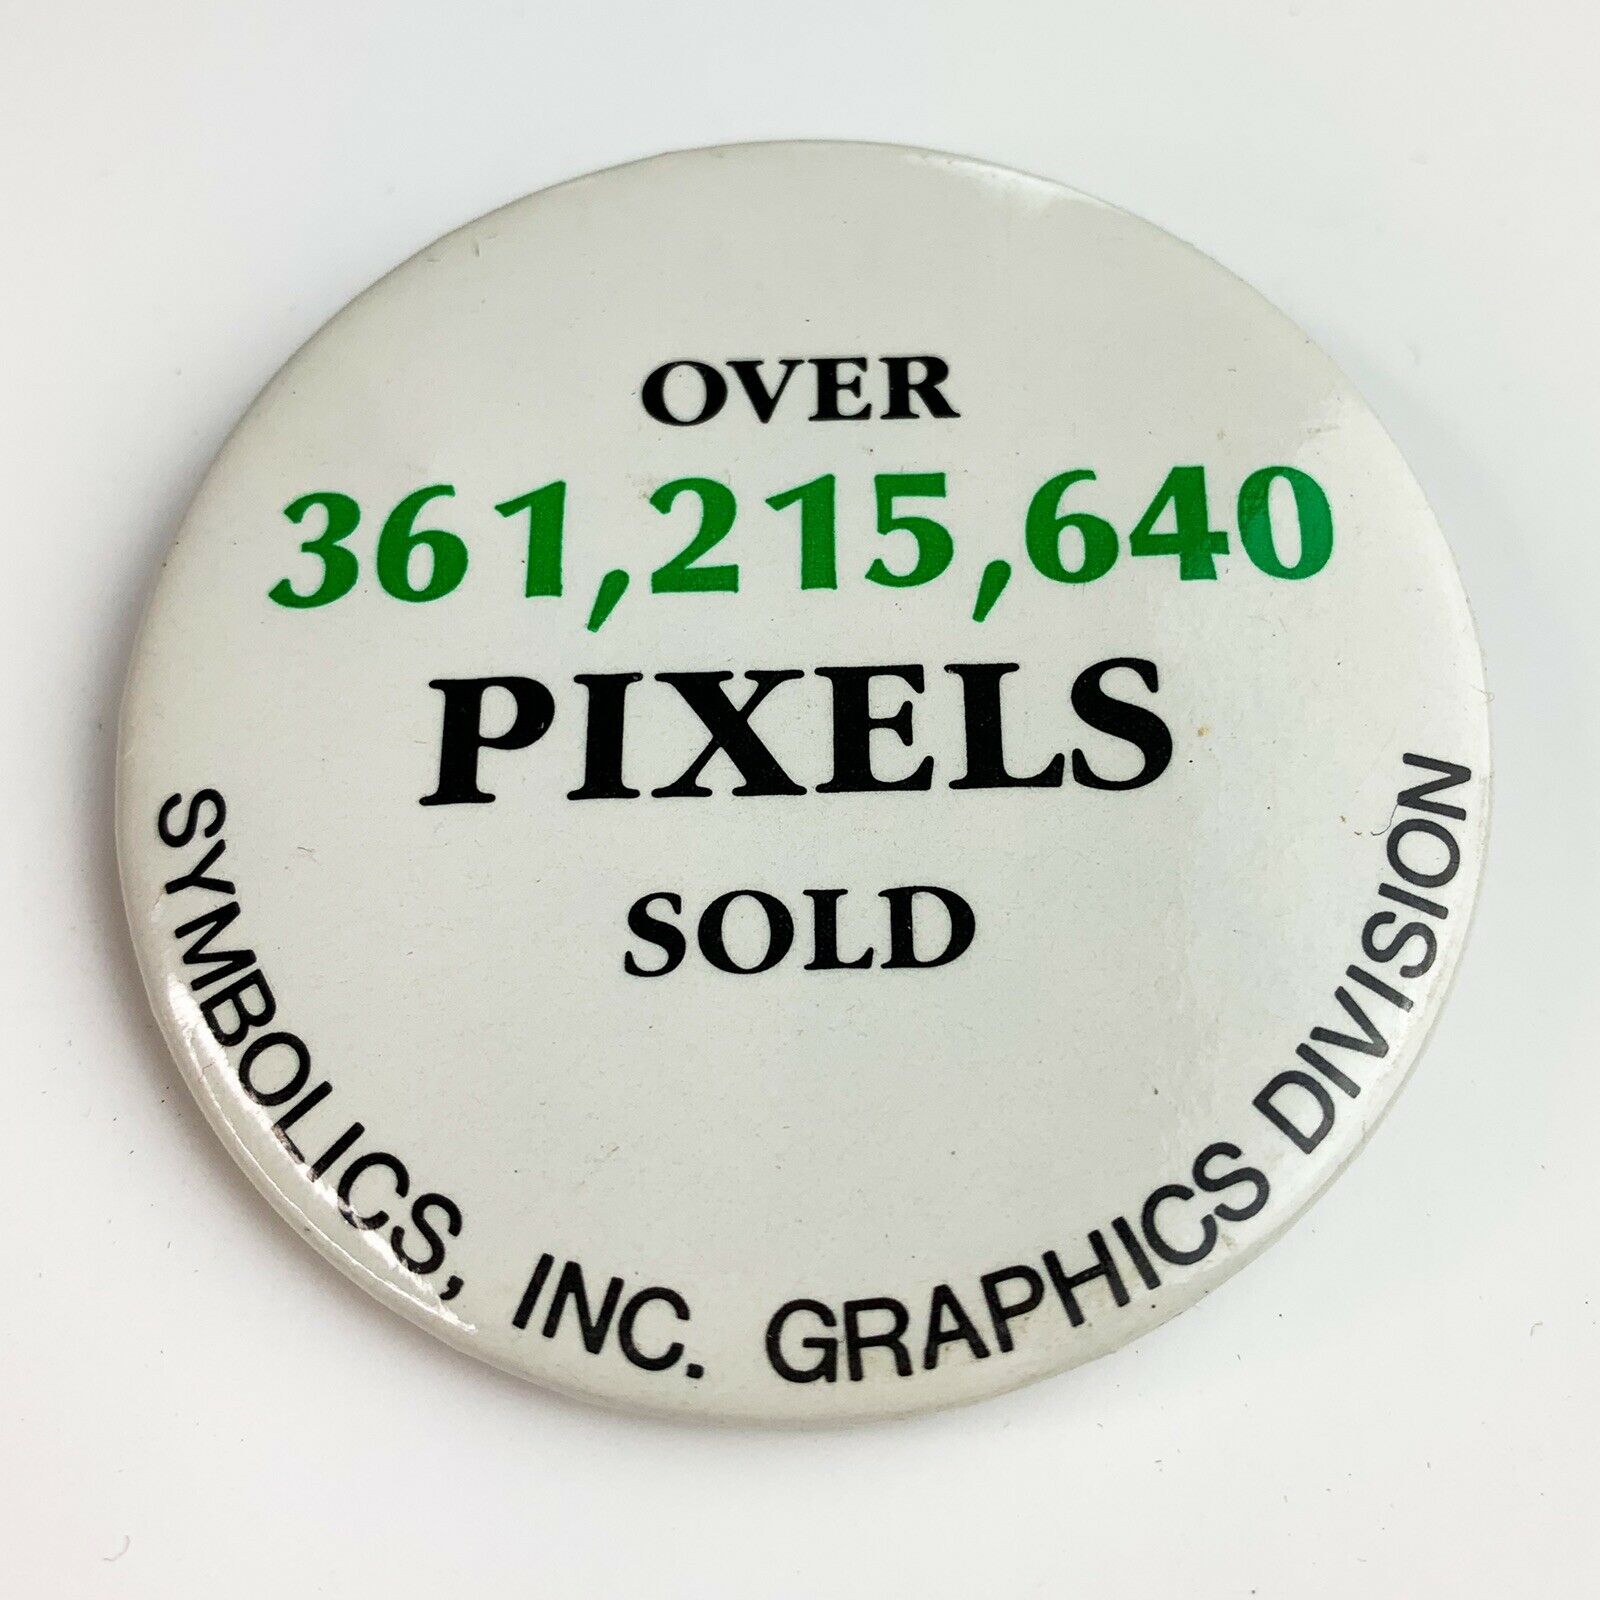 OVER
361,215,640
PIXELS
SOLD
SYMBOLICS, INC. GRAPHICS DIVISION